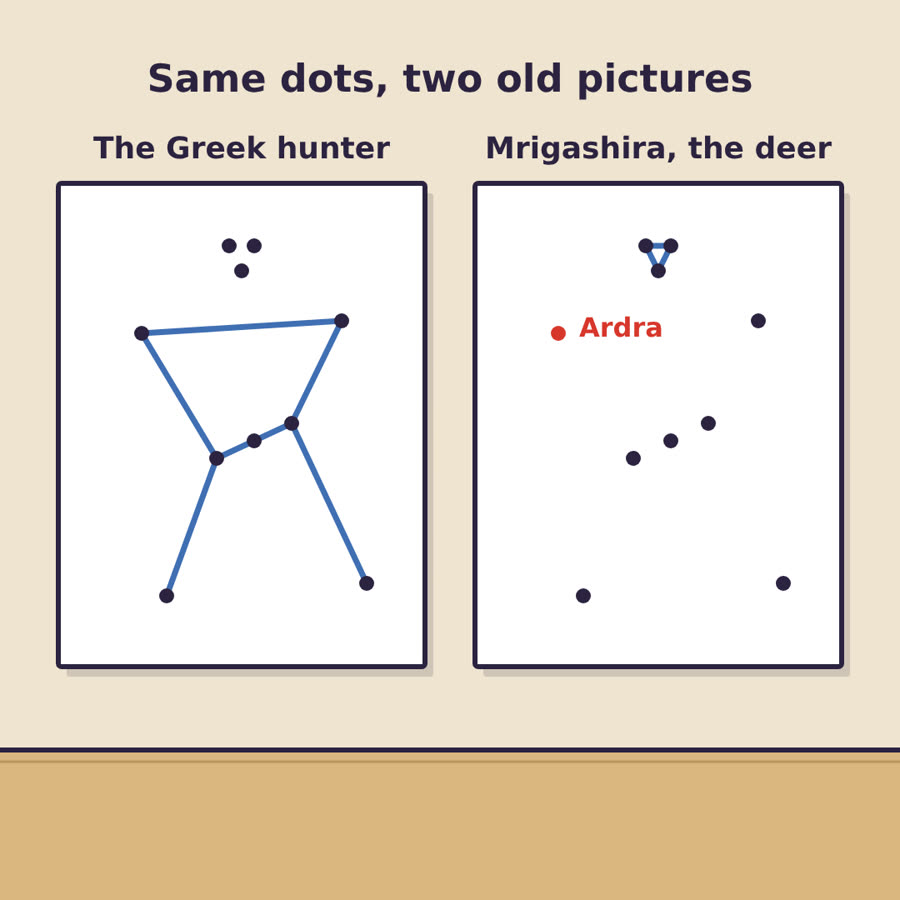 Same dots, two old pictures
The Greek hunter
Mrigashira, the deer
Ardra